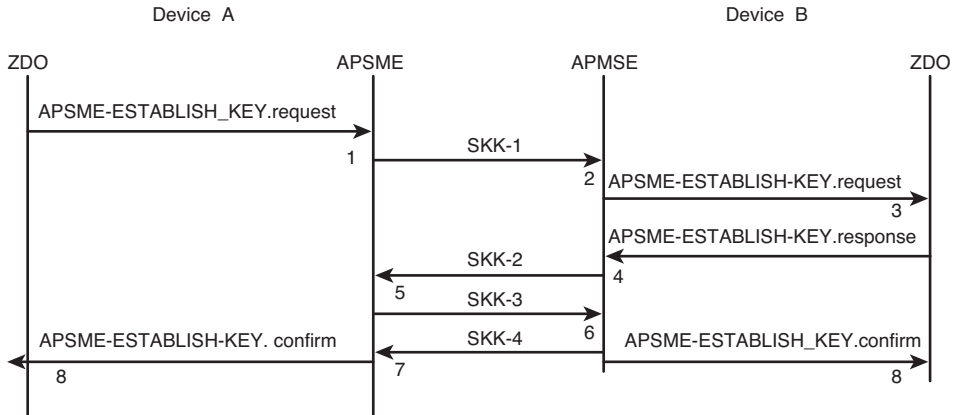 Device A
Device B
ZDO
APSME
APMSE
ZDO
APSME-ESTABLISH_KEY.request
1
SKK-1
2
APSME-ESTABLISH-KEY.request
3
APSME-ESTABLISH-KEY.response
4
SKK-2
5
SKK-3
6
APSME-ESTABLISH-KEY. confirm
8
SKK-4
7
APSME-ESTABLISH_KEY.confirm
8